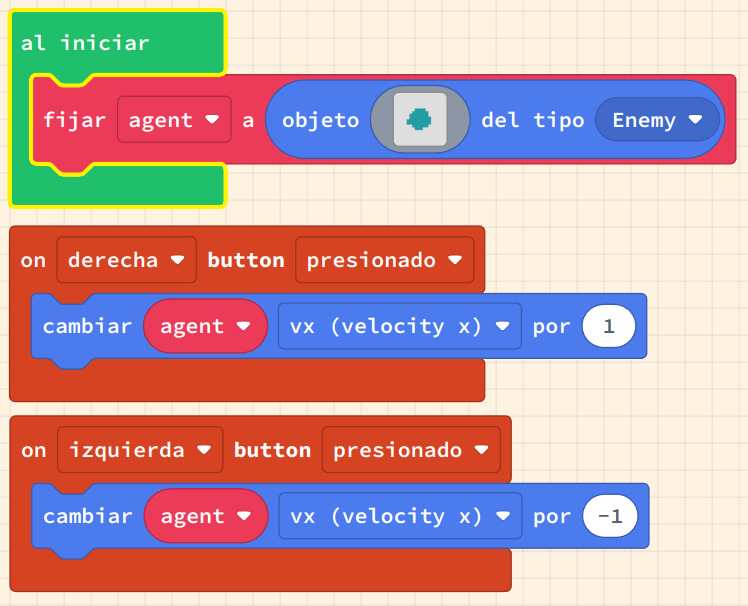 al iniciar
fijar agent a objeto del tipo Enemy
on derecha button presionado
cambiar agent vx (velocity x) por 1
on izquierda button presionado
cambiar agent vx (velocity x) por -1